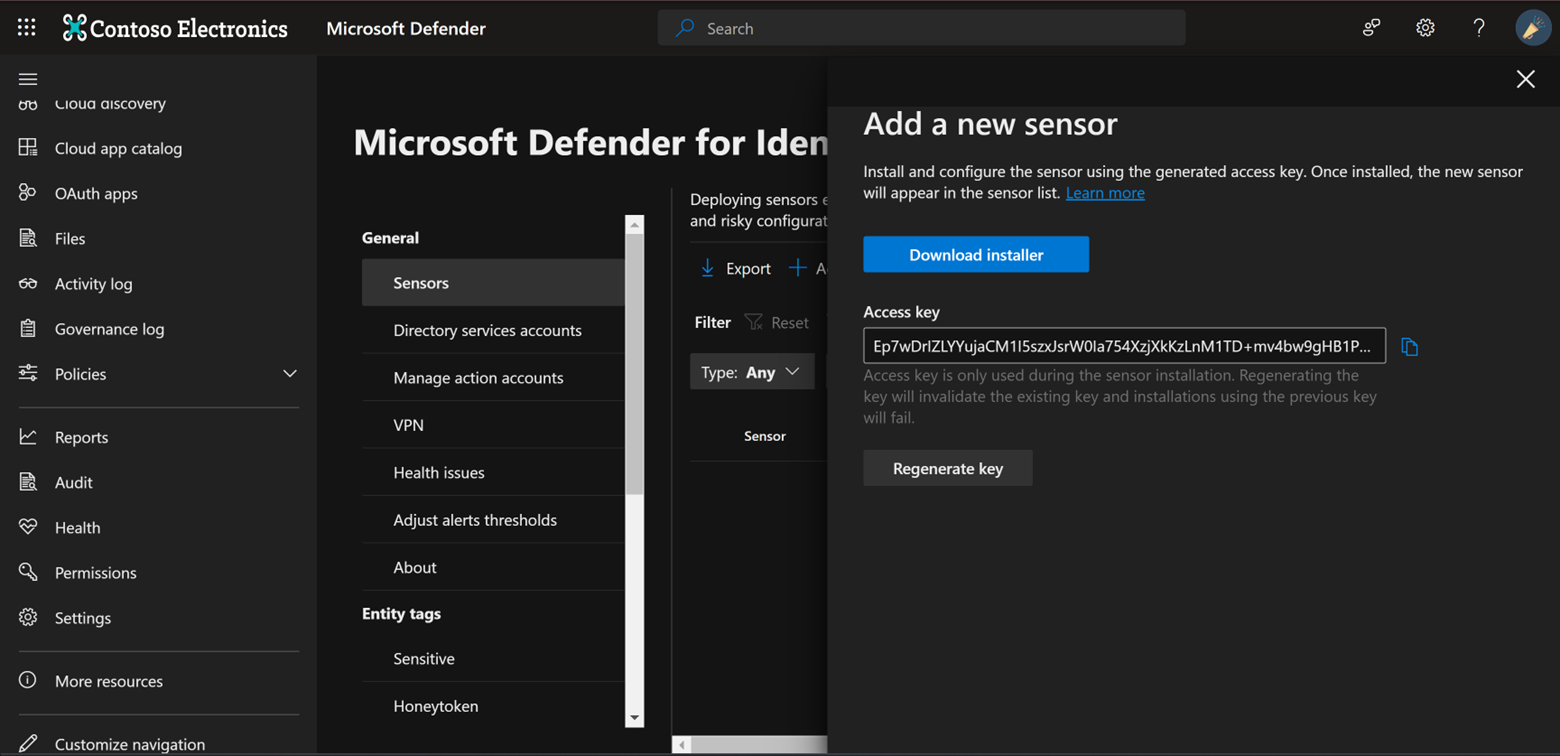 Contoso Electronics
Microsoft Defender
Search
Cloud discovery
Cloud app catalog
OAuth apps
Files
Activity log
Governance log
Policies
Reports
Audit
Health
Permissions
Settings
More resources
Customize navigation
Microsoft Defender for Iden
General
Sensors
Directory services accounts
Manage action accounts
VPN
Health issues
Adjust alerts thresholds
About
Entity tags
Sensitive
Honeytoken
Deploying sensors e
and risky configurat
Export
A
Filter
Reset
Type: Any
Sensor
Add a new sensor
Install and configure the sensor using the generated access key. Once installed, the new sensor
will appear in the sensor list. Learn more
Download installer
Access key
Access key is only used during the sensor installation. Regenerating the
key will invalidate the existing key and installations using the previous key
will fail.
Regenerate key